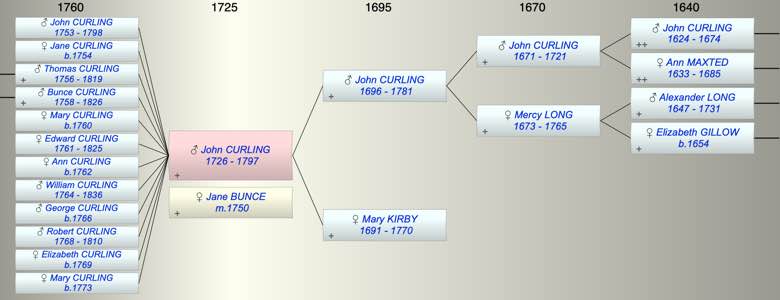 1760
1725
1695
1670
1640
♂ John CURLING
1753 - 1798
♀ Jane CURLING
b.1754
♂ Thomas CURLING
1756 - 1819
+
♂ Bunce CURLING
1758 - 1826
+
♀ Mary CURLING
b.1760
♀ Edward CURLING
1761 - 1825
♀ Ann CURLING
b.1762
♂ William CURLING
1764 - 1836
♂ George CURLING
b.1766
♂ Robert CURLING
1768 - 1810
♀ Elizabeth CURLING
b.1769
♀ Mary CURLING
b.1773
♂ John CURLING
1726 - 1797
+
♀ Jane BUNCE
m.1750
+
♂ John CURLING
1696 - 1781
+
♀ Mary KIRBY
1691 - 1770
+
♂ John CURLING
1671 - 1721
+
♀ Mercy LONG
1673 - 1765
+
♂ John CURLING
1624 - 1674
++
♀ Ann MAXTED
1633 - 1685
++
♂ Alexander LONG
1647 - 1731
+
♀ Elizabeth GILLOW
b.1654
+